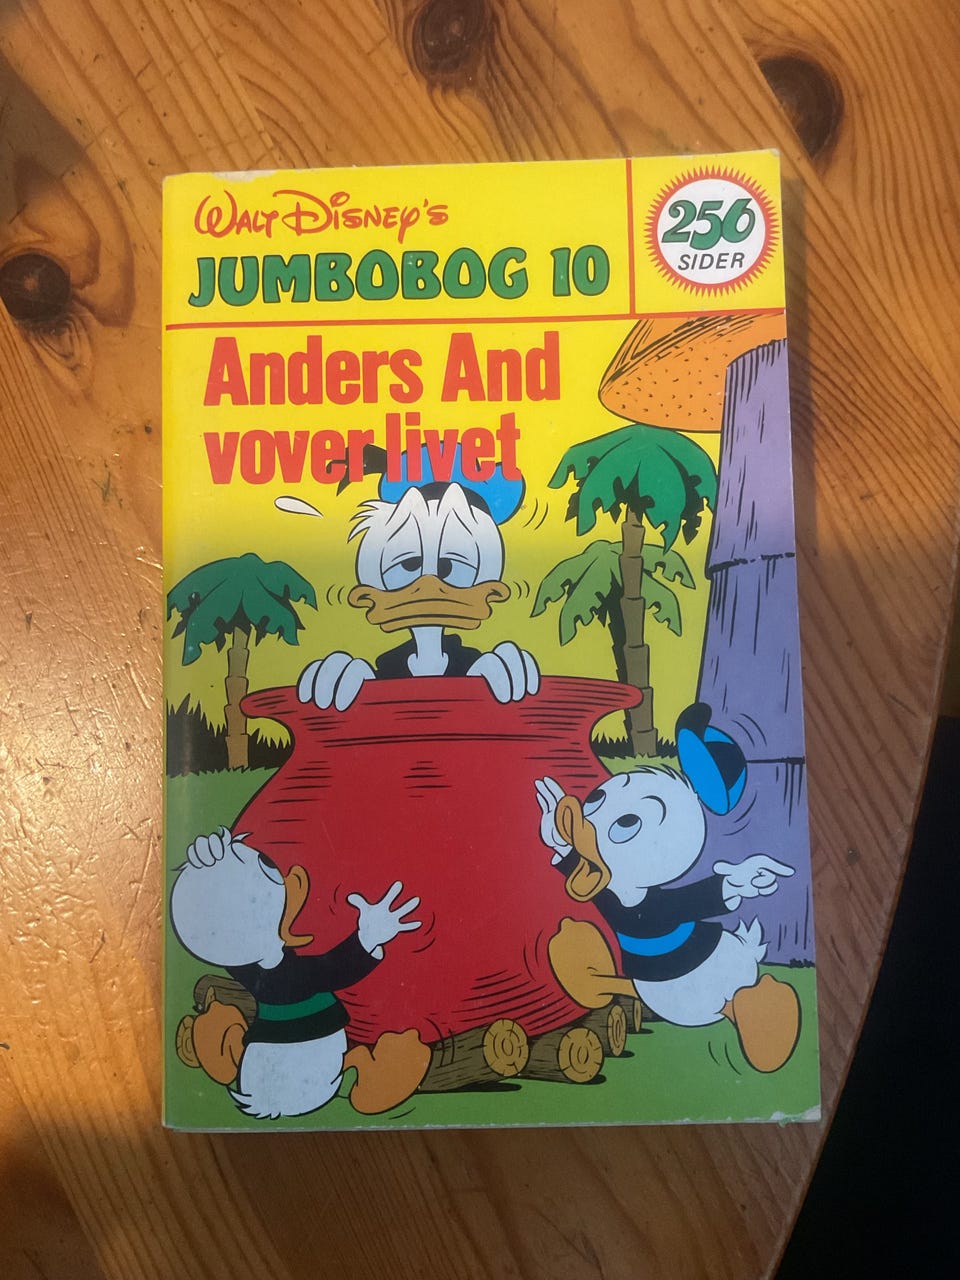 Walt Disney's
JUMBOBOG 10
256
SIDER
Anders And
vover livet